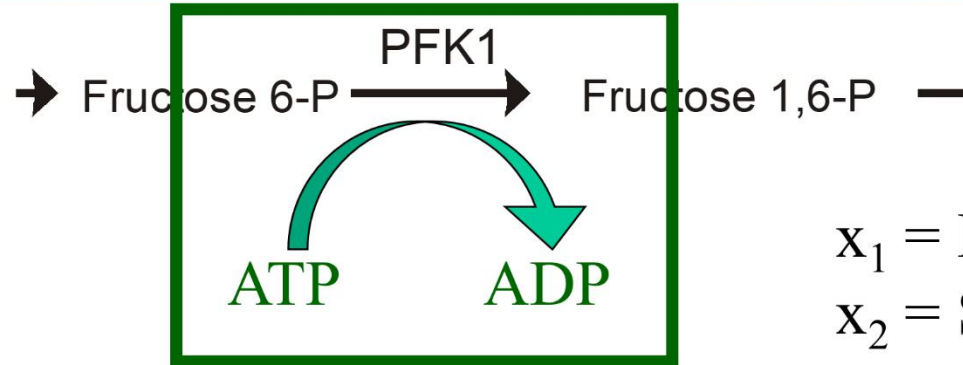 PFK1
Fructose 6-P Fructose 1,6-P
ATP ADP
x₁ =
x₂ =